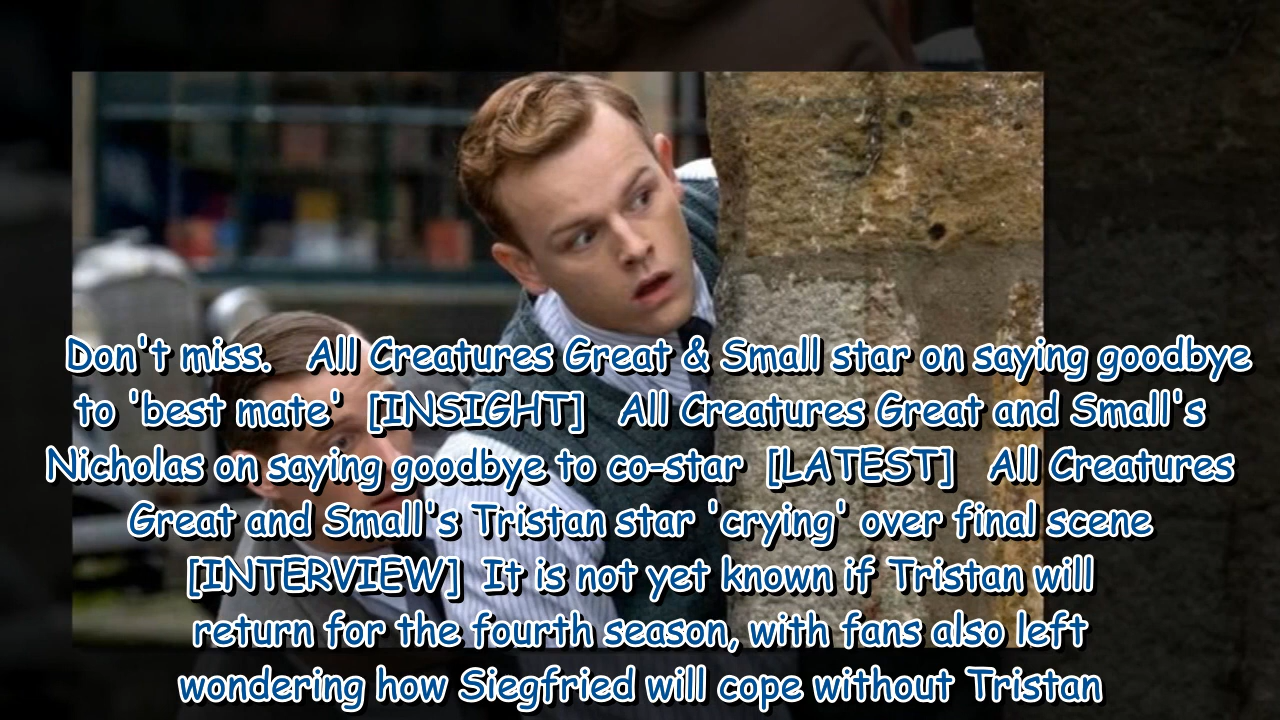 Don't miss. All Creatures Great & Small star on saying goodbye
to 'best mate' [INSIGHT] All Creatures Great and Small's
Nicholas on saying goodbye to co-star [LATEST] All Creatures
Great and Small's Tristan star 'crying' over final scene
[INTERVIEW] It is not yet known if Tristan will
return for the fourth season, with fans also left
wondering how Siegfried will cope without Tristan